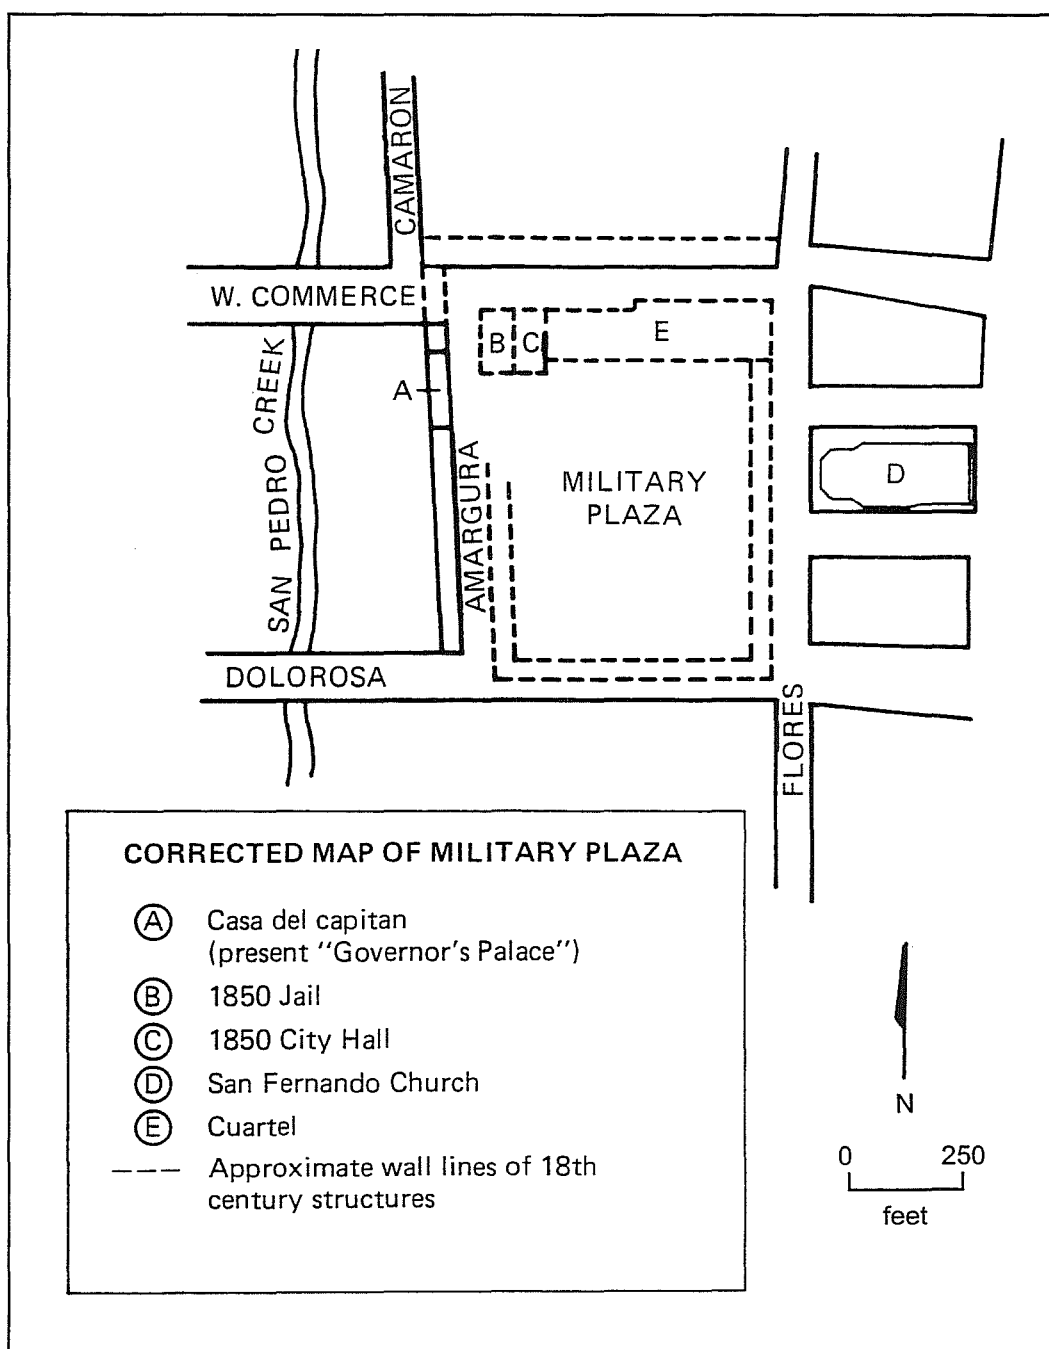 CAMARON
W. COMMERCE
B
C
E
A
SAN PEDRO CREEK
AMARGURA
MILITARY
PLAZA
D
DOLOROSA
FLORES
CORRECTED MAP OF MILITARY PLAZA
A Casa del capitan
(present "Governor's Palace")
B 1850 Jail
C 1850 City Hall
D San Fernando Church
E Cuartel
--- Approximate wall lines of 18th
century structures
N
0 250
feet